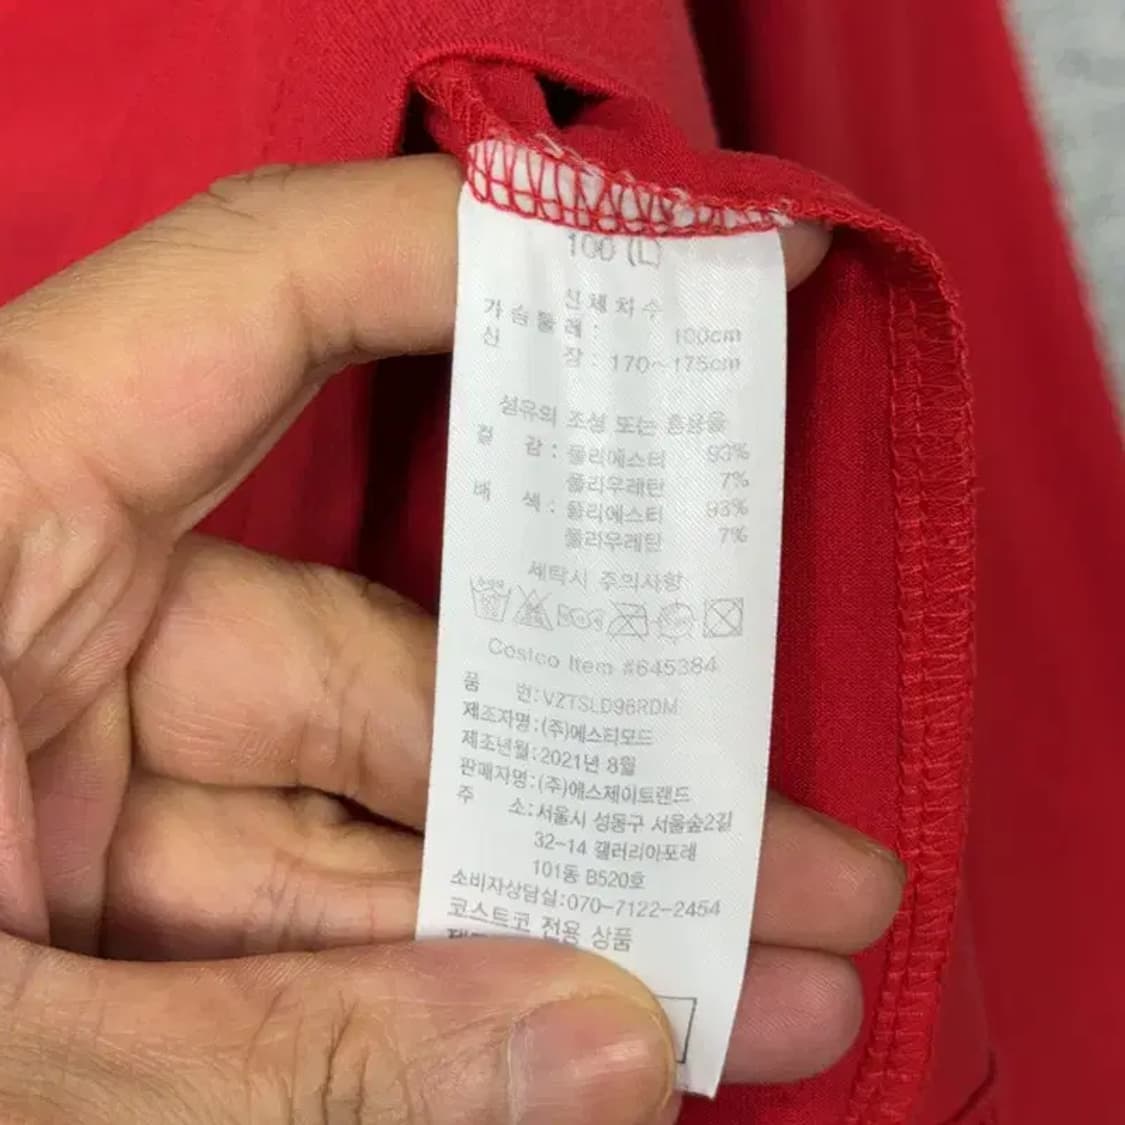 100 (L)
신체치수
가슴둘레: 100cm
신 장: 170~175cm
섬유의 조성 또는 혼용율
겉 감: 폴리에스터 93%
폴리우레탄 7%
배 색: 폴리에스터 93%
폴리우레탄 7%
세탁시 주의사항
Costco Item #645384
품 번:VZTSLD98RDM
제조자명:(주)에스티모드
제조년월:2021년 8월
판매자명:(주)에스제이트랜드
주 소:서울시 성동구 서울숲2길
32-14 갤러리아포레
101동 B520호
소비자상담실:070-7122-2454
코스트코 전용 상품